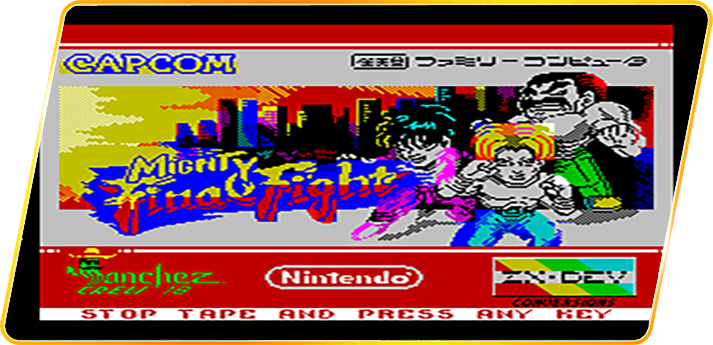 CAPCOM
ファミリーコンピュータ
MIGHTY
Final Fight
Sanchez
CREW 18
Nintendo
ZX-DEV
CONVERSIONS
STOP TAPE AND PRESS ANY KEY